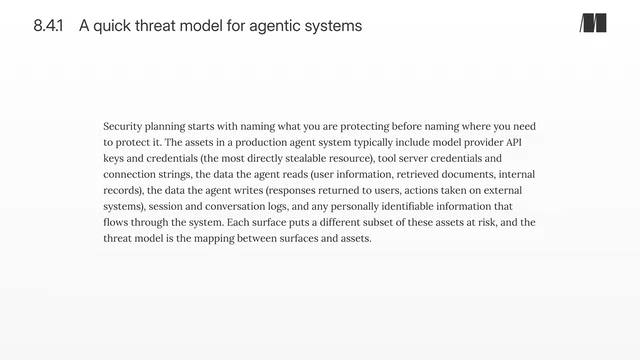 8.4.1 A quick threat model for agentic systems
Security planning starts with naming what you are protecting before naming where you need
to protect it. The assets in a production agent system typically include model provider API
keys and credentials (the most directly stealable resource), tool server credentials and
connection strings, the data the agent reads (user information, retrieved documents, internal
records), the data the agent writes (responses returned to users, actions taken on external
systems), session and conversation logs, and any personally identifiable information that
flows through the system. Each surface puts a different subset of these assets at risk, and the
threat model is the mapping between surfaces and assets.